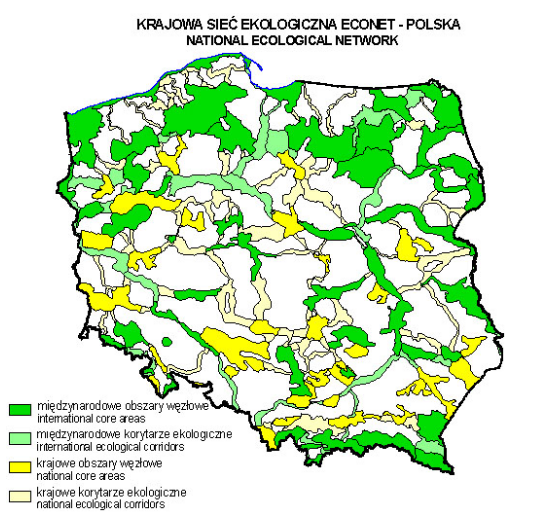 KRAJOWA SIEĆ EKOLOGICZNA ECONET - POLSKA
NATIONAL ECOLOGICAL NETWORK
międzynarodowe obszary węzłowe
international core areas
międzynarodowe korytarze ekologiczne
international ecological corridors
krajowe obszary węzłowe
national core areas
krajowe korytarze ekologiczne
national ecological corridors